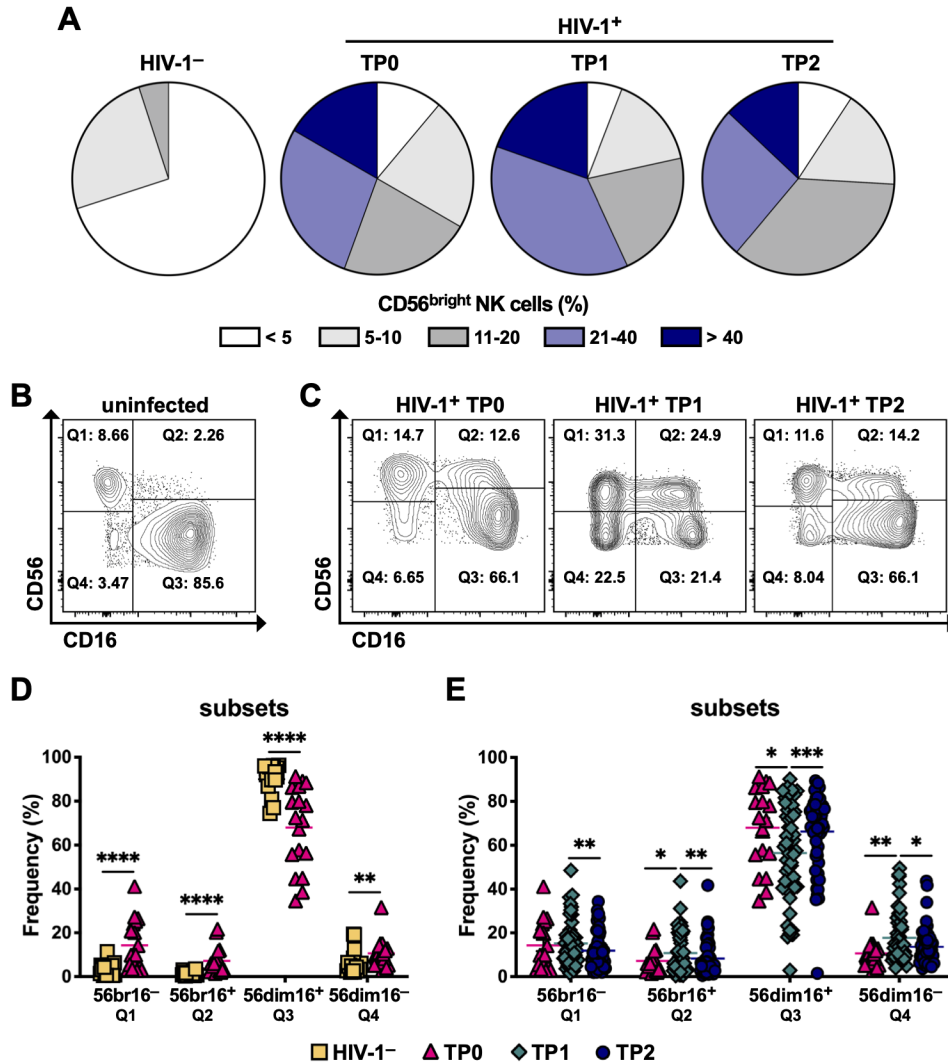 A
HIV-1⁺
HIV-1⁻
TP0
TP1
TP2
CD56ᵇʳⁱᵍʰᵗ NK cells (%)
< 5
5-10
11-20
21-40
> 40
B
uninfected
Q1: 8.66
Q2: 2.26
Q4: 3.47
Q3: 85.6
CD56
CD16
C
HIV-1⁺ TP0
HIV-1⁺ TP1
HIV-1⁺ TP2
Q1: 14.7
Q2: 12.6
Q4: 6.65
Q3: 66.1
Q1: 31.3
Q2: 24.9
Q4: 22.5
Q3: 21.4
Q1: 11.6
Q2: 14.2
Q4: 8.04
Q3: 66.1
CD56
CD16
D
subsets
Frequency (%)
100
80
60
40
20
0
****
****
****
**
56br16⁻
Q1
56br16⁺
Q2
56dim16⁺
Q3
56dim16⁻
Q4
E
subsets
Frequency (%)
100
80
60
40
20
0
**
*
**
*
***
**
*
56br16⁻
Q1
56br16⁺
Q2
56dim16⁺
Q3
56dim16⁻
Q4
HIV-1⁻
TP0
TP1
TP2